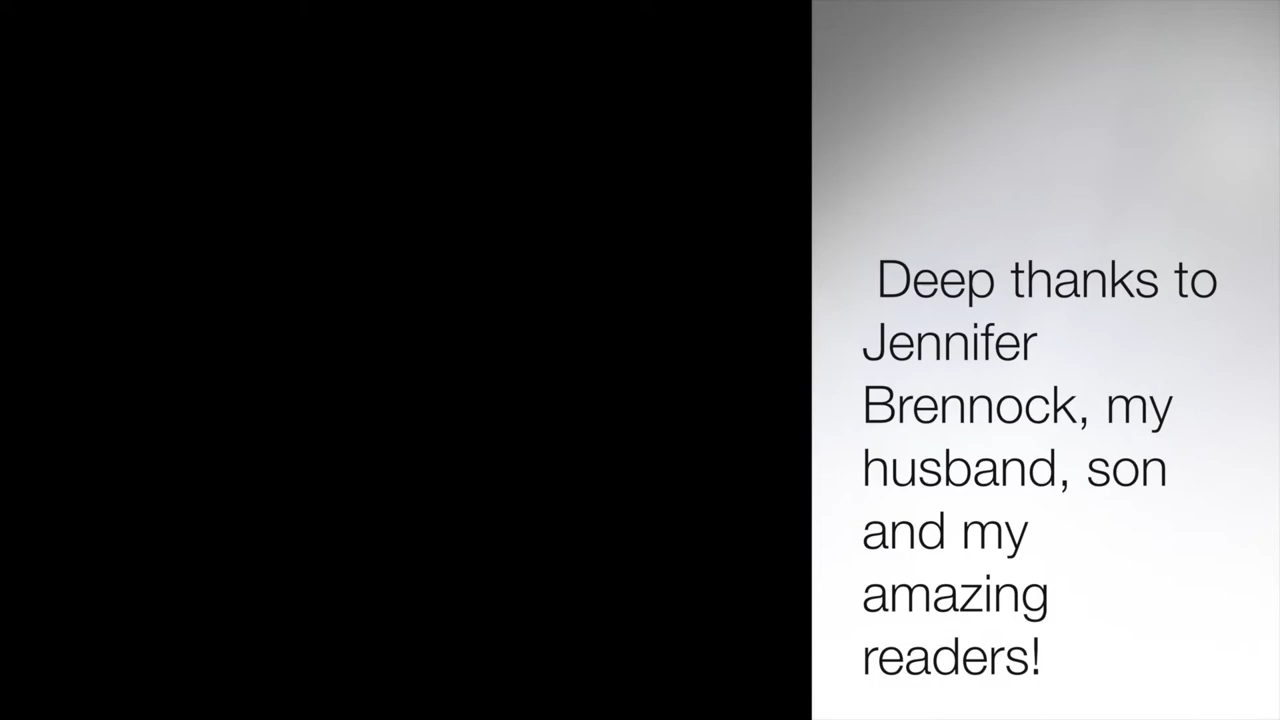 Deep thanks to
Jennifer
Brennock, my
husband, son
and my
amazing
readers!